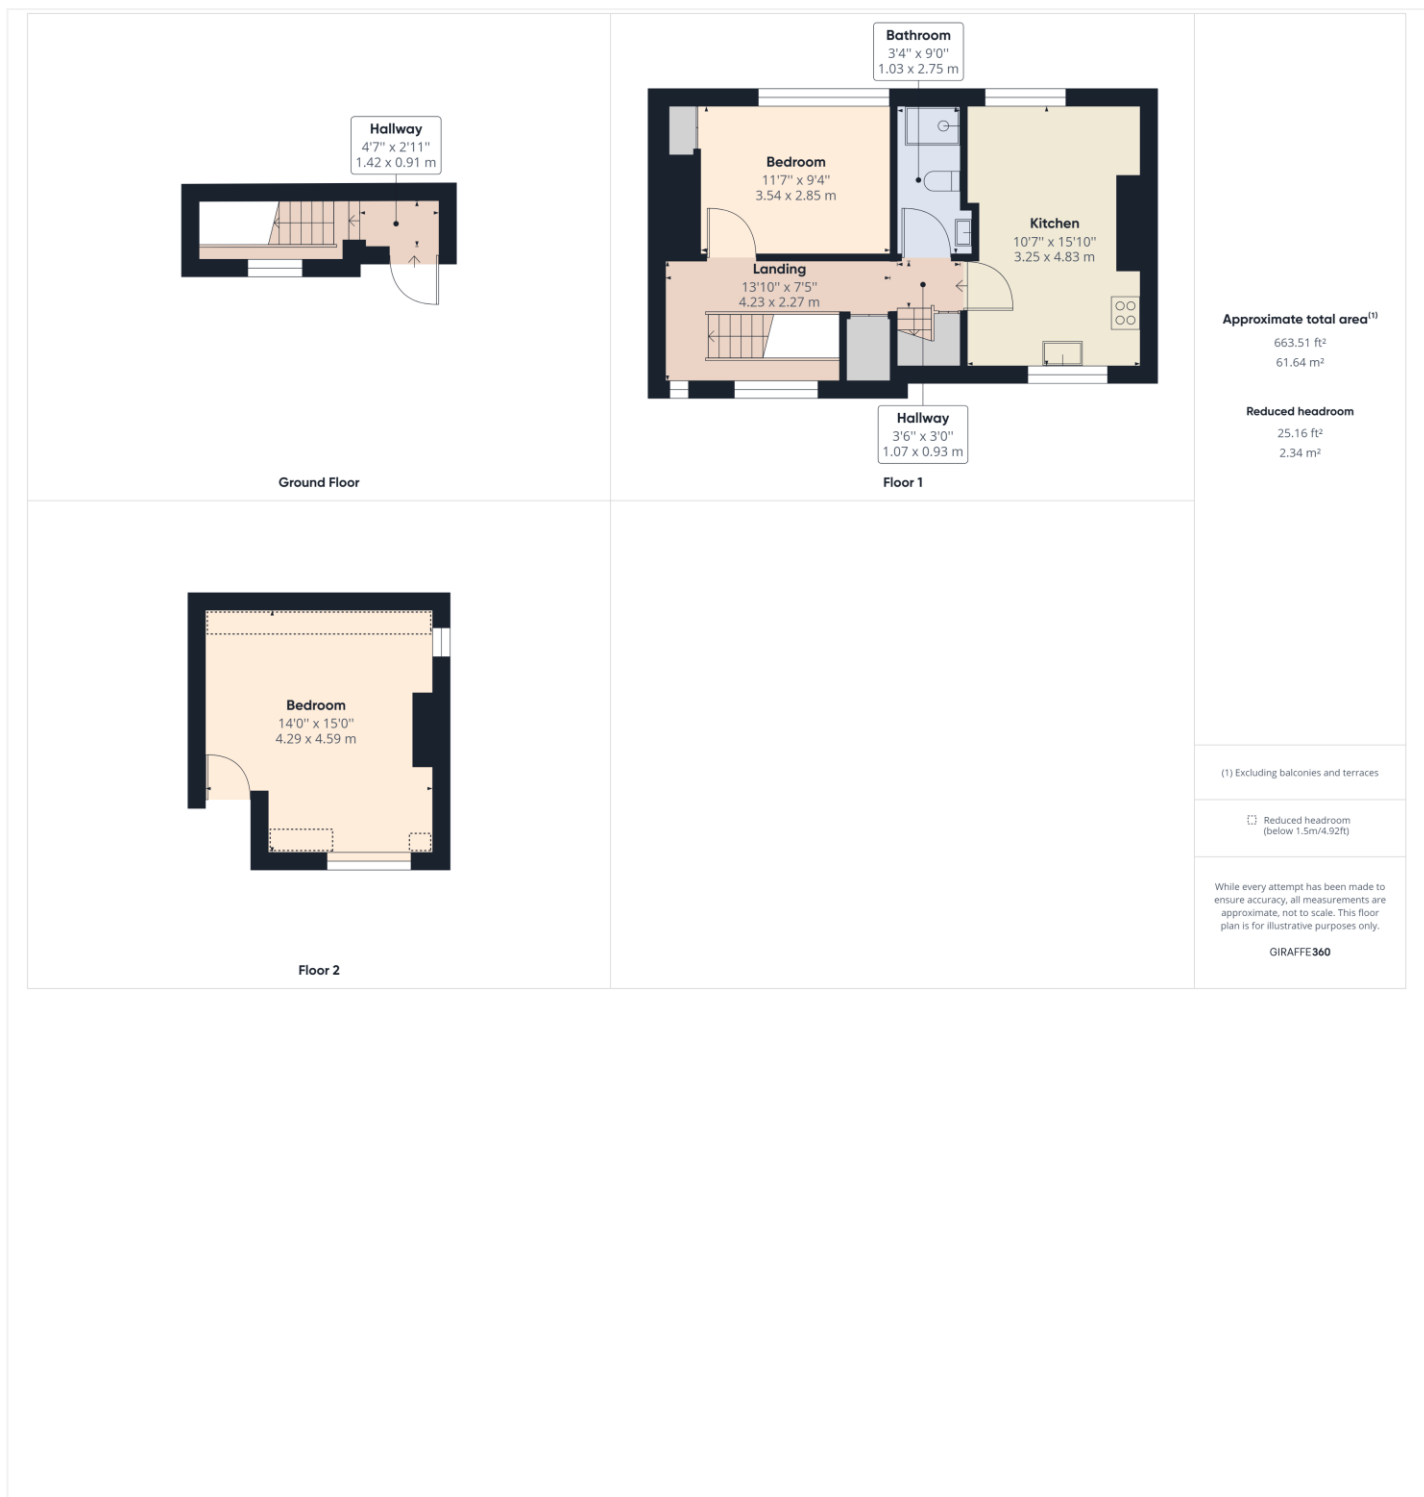 Hallway
4'7" x 2'11"
1.42 x 0.91 m
Ground Floor
Bathroom
3'4" x 9'0"
1.03 x 2.75 m
Bedroom
11'7" x 9'4"
3.54 x 2.85 m
Kitchen
10'7" x 15'10"
3.25 x 4.83 m
Landing
13'10" x 7'5"
4.23 x 2.27 m
Hallway
3'6" x 3'0"
1.07 x 0.93 m
Floor 1
Bedroom
14'0" x 15'0"
4.29 x 4.59 m
Floor 2
Approximate total area(1)
663.51 ft²
61.64 m²
Reduced headroom
25.16 ft²
2.34 m²
(1) Excluding balconies and terraces
Reduced headroom
(below 1.5m/4.92ft)
While every attempt has been made to
ensure accuracy, all measurements are
approximate, not to scale. This floor
plan is for illustrative purposes only.
GIRAFFE360